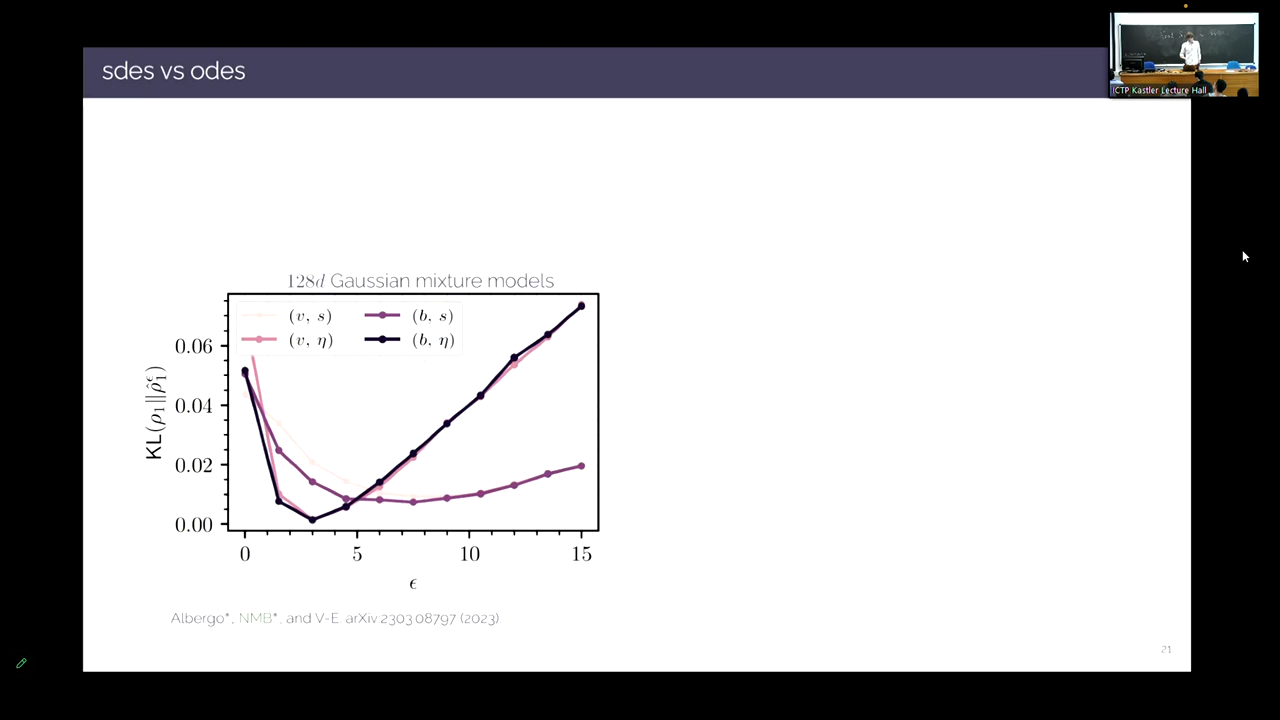 sdes vs odes
ICTP Kastler Lecture Hall
128d Gaussian mixture models
(v, s) (b, s)
(v, η) (b, η)
KL(ρ₁||ρ̂₁^ϵ)
0.06
0.04
0.02
0.00
0 5 10 15
ϵ
Albergo*, NMB*, and V-E. arXiv 2303.08797 (2023)
21